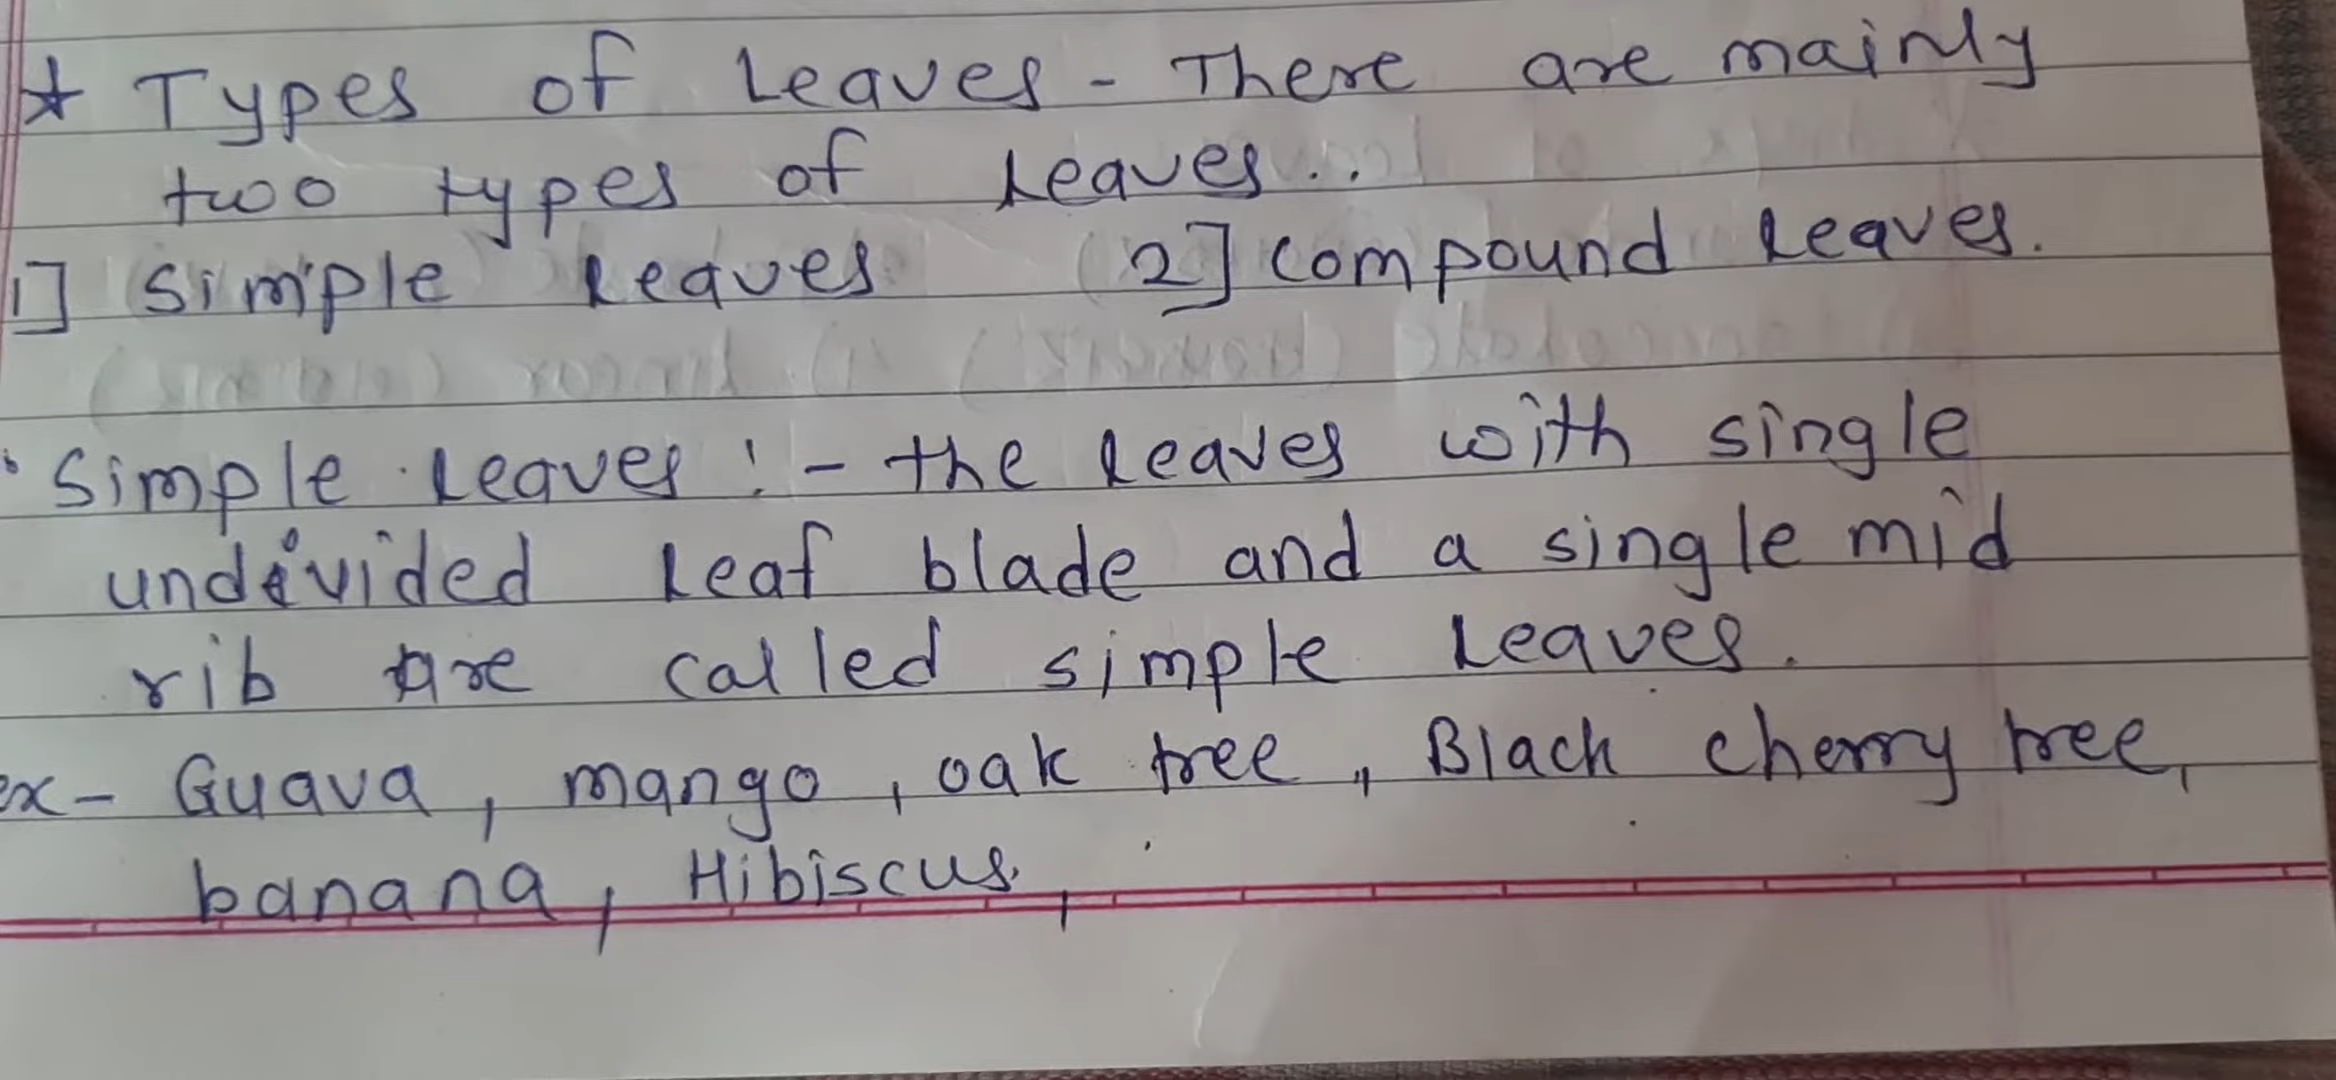 * Types of Leaves - There are mainly
two types of Leaves..
1] Simple Leaves 2] Compound Leaves.
• Simple Leaves :- the Leaves with single
undivided Leaf blade and a single mid
rib are called simple Leaves.
ex- Guava, mango, oak tree, Black cherry tree,
banana, Hibiscus,